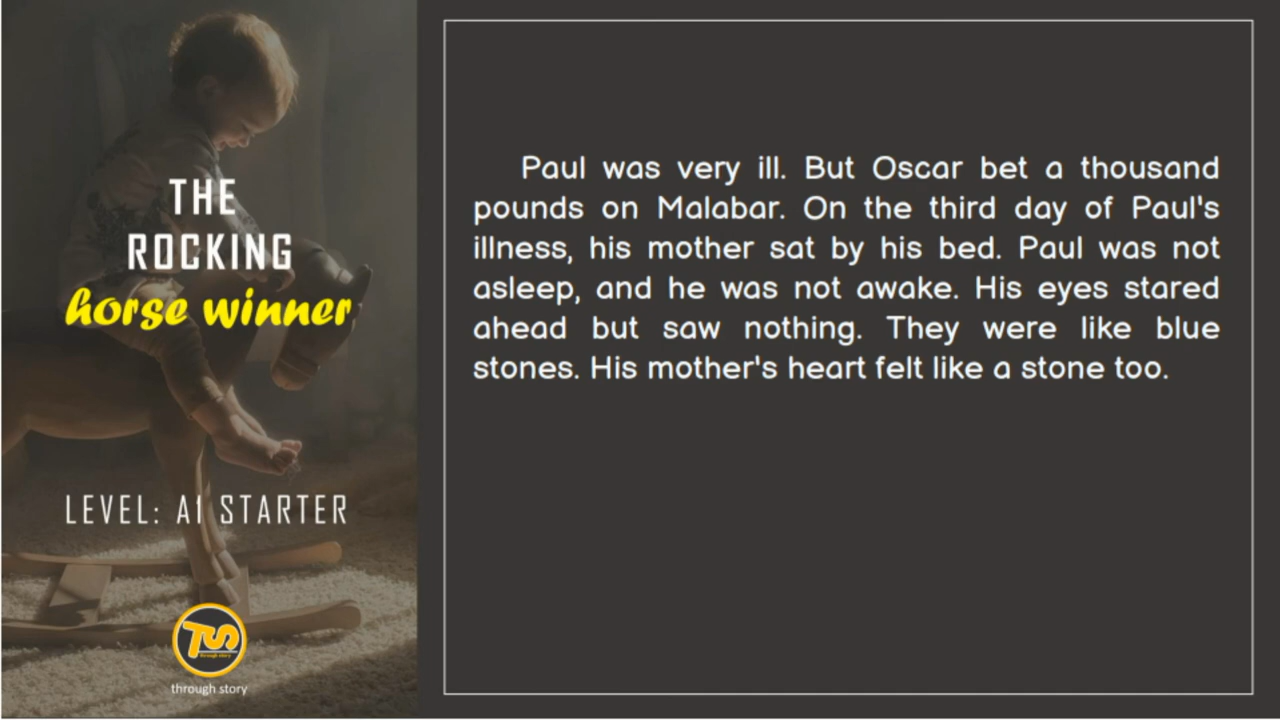 THE
ROCKING
horse winner
LEVEL: A1 STARTER
TS
through story
through story
Paul was very ill. But Oscar bet a thousand
pounds on Malabar. On the third day of Paul's
illness, his mother sat by his bed. Paul was not
asleep, and he was not awake. His eyes stared
ahead but saw nothing. They were like blue
stones. His mother's heart felt like a stone too.